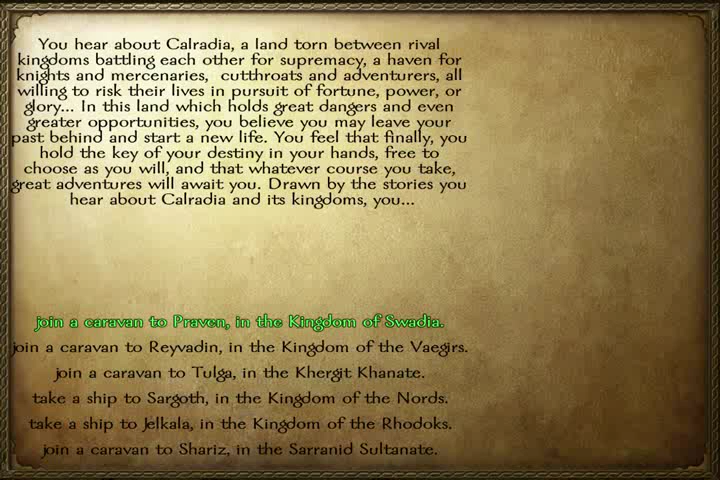 You hear about Calradia, a land torn between rival
kingdoms battling each other for supremacy, a haven for
knights and mercenaries, cutthroats and adventurers, all
willing to risk their lives in pursuit of fortune, power, or
glory... In this land which holds great dangers and even
greater opportunities, you believe you may leave your
past behind and start a new life. You feel that finally, you
hold the key of your destiny in your hands, free to
choose as you will, and that whatever course you take,
great adventures will await you. Drawn by the stories you
hear about Calradia and its kingdoms, you...
join a caravan to Praven, in the Kingdom of Swadia.
join a caravan to Reyvadin, in the Kingdom of the Vaegirs.
join a caravan to Tulga, in the Khergit Khanate.
take a ship to Sargoth, in the Kingdom of the Nords.
take a ship to Jelkala, in the Kingdom of the Rhodoks.
join a caravan to Shariz, in the Sarranid Sultanate.